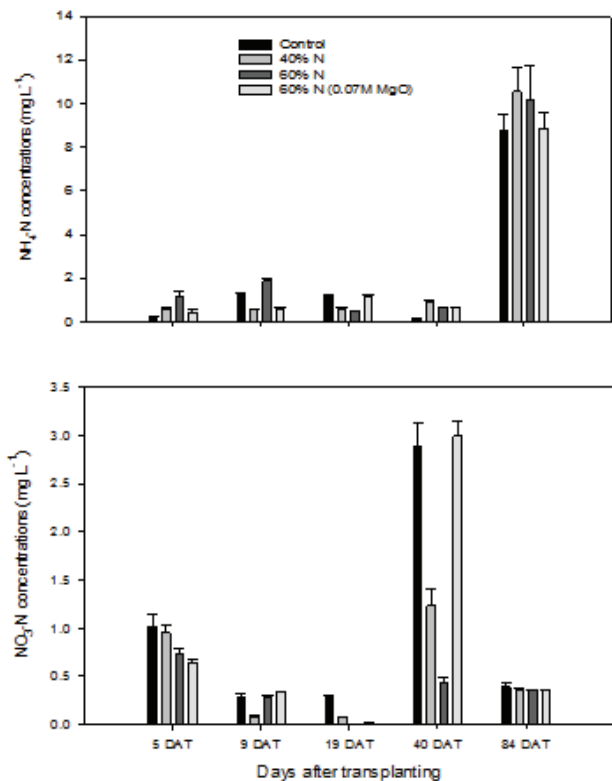 14
12
10
8
6
4
2
0
NH₄-N concentrations (mg L⁻¹)
Control
40% N
60% N
60% N (0.07M MgO)
3.5
3.0
2.5
2.0
1.5
1.0
0.5
0.0
NO₃-N concentrations (mg L⁻¹)
5 DAT 9 DAT 19 DAT 40 DAT 84 DAT
Days after transplanting